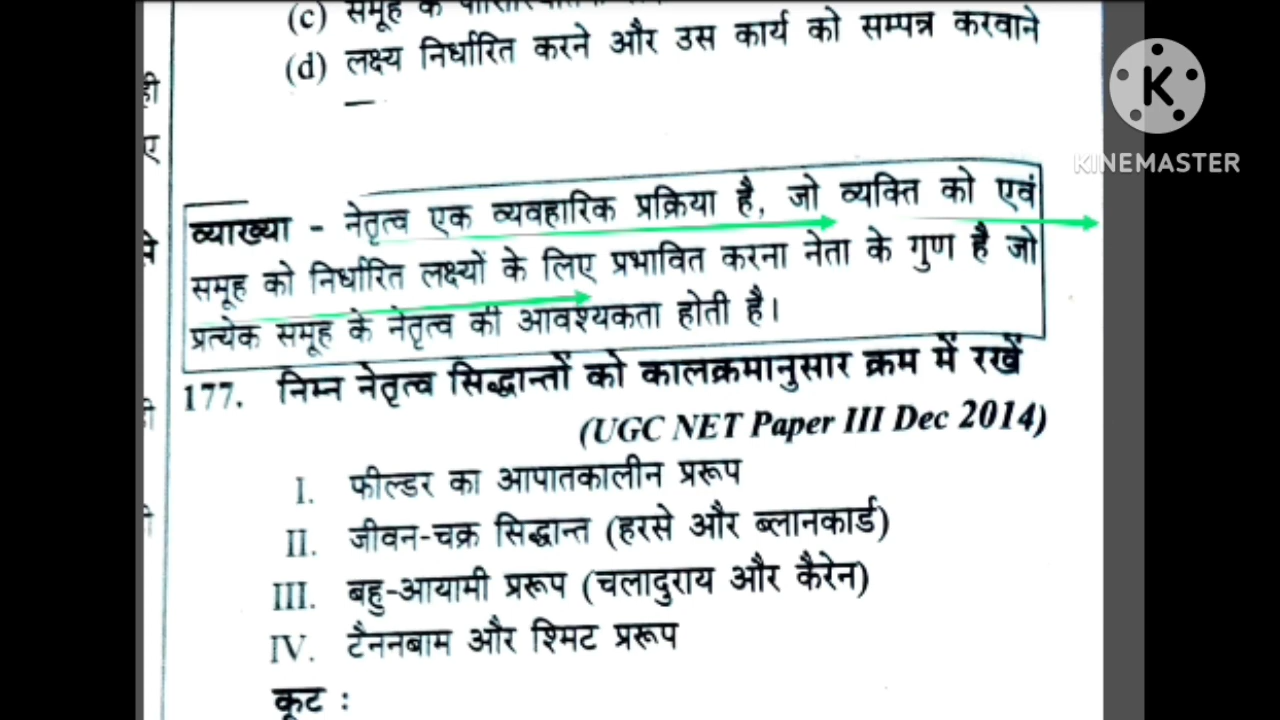 (c) समूह के
(d) लक्ष्य निर्धारित करने और उस कार्य को सम्पन्न करवाने
ही
ए
K
KINEMASTER
व्याख्या - नेतृत्व एक व्यवहारिक प्रक्रिया है, जो व्यक्ति को एवं
समूह को निर्धारित लक्ष्यों के लिए प्रभावित करना नेता के गुण है जो
प्रत्येक समूह के नेतृत्व की आवश्यकता होती है।
177. निम्न नेतृत्व सिद्धान्तों को कालक्रमानुसार क्रम में रखें
(UGC NET Paper III Dec 2014)
I. फील्डर का आपातकालीन प्ररूप
II. जीवन-चक्र सिद्धान्त (हरसे और ब्लानकार्ड)
III. बहु-आयामी प्ररूप (चलादुराय और कैरेन)
IV. टैननबाम और श्मिट प्ररूप
कूट :